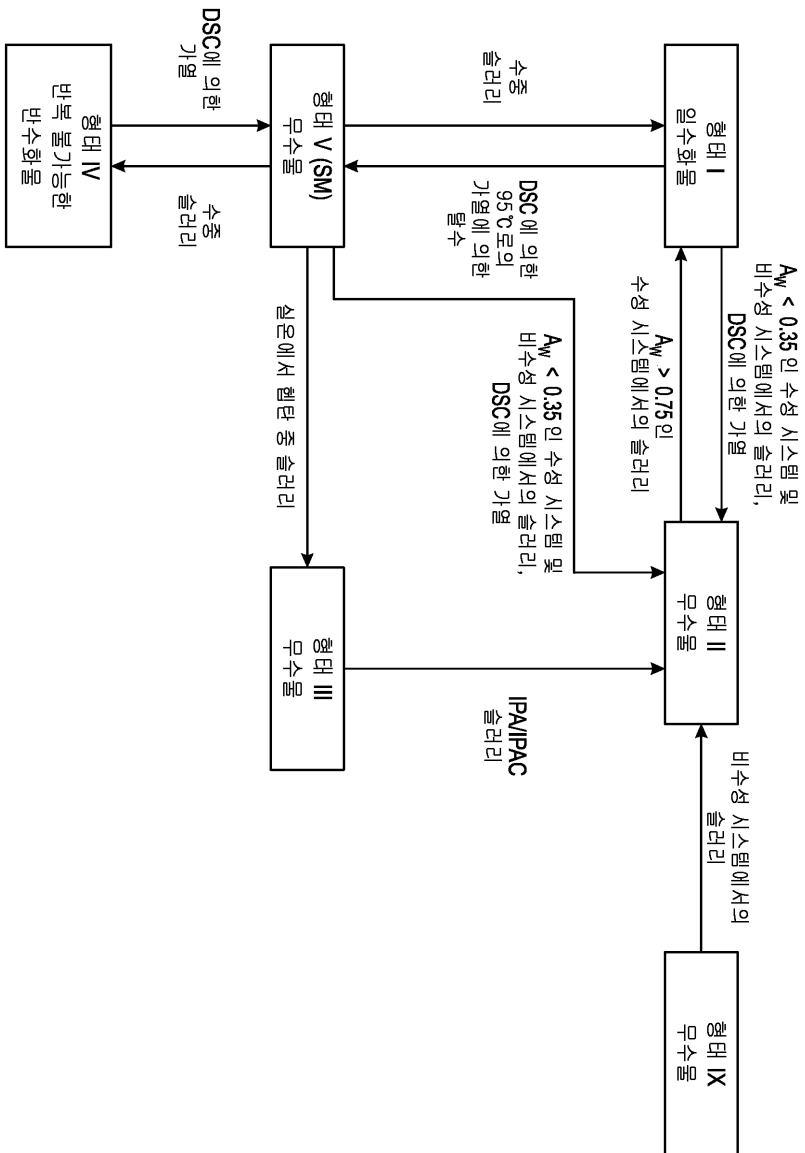 형태 I
일수화물
A_W < 0.35 인 수성 시스템 및
비수성 시스템에서의 슬러리,
DSC에 의한 가열
A_W > 0.75 인
수성 시스템에서의 슬러리
형태 II
무수물
비수성 시스템에서의
슬러리
형태 IX
무수물
수중
슬러리
DSC 에 의한
95℃로의
가열에 의한
탈수
A_W < 0.35 인 수성 시스템 및
비수성 시스템에서의 슬러리,
DSC에 의한 가열
IPA/IPAC
슬러리
형태 V (SM)
무수물
실온에서 헵탄 중 슬러리
형태 III
무수물
DSC에 의한
가열
수중
슬러리
형태 IV
반복 불가능한
반수화물